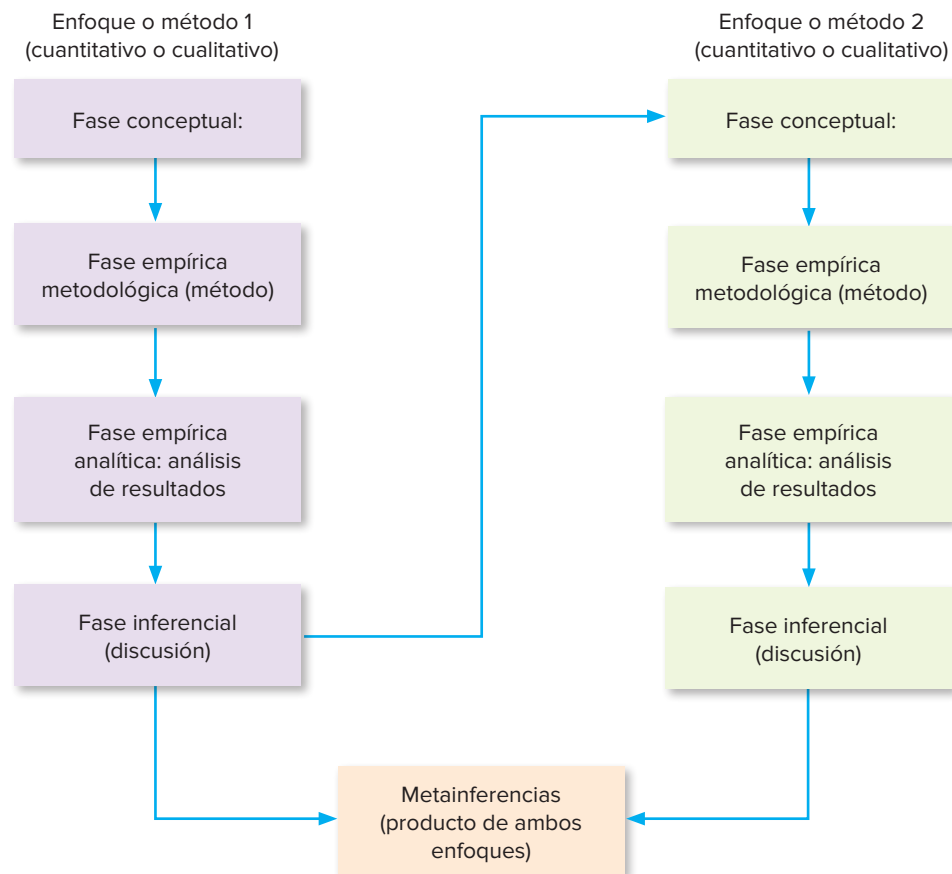 Enfoque o método 1
(cuantitativo o cualitativo)
Fase conceptual:
Fase empírica
metodológica (método)
Fase empírica
analítica: análisis
de resultados
Fase inferencial
(discusión)
Enfoque o método 2
(cuantitativo o cualitativo)
Fase conceptual:
Fase empírica
metodológica (método)
Fase empírica
analítica: análisis
de resultados
Fase inferencial
(discusión)
Metainferencias
(producto de ambos
enfoques)